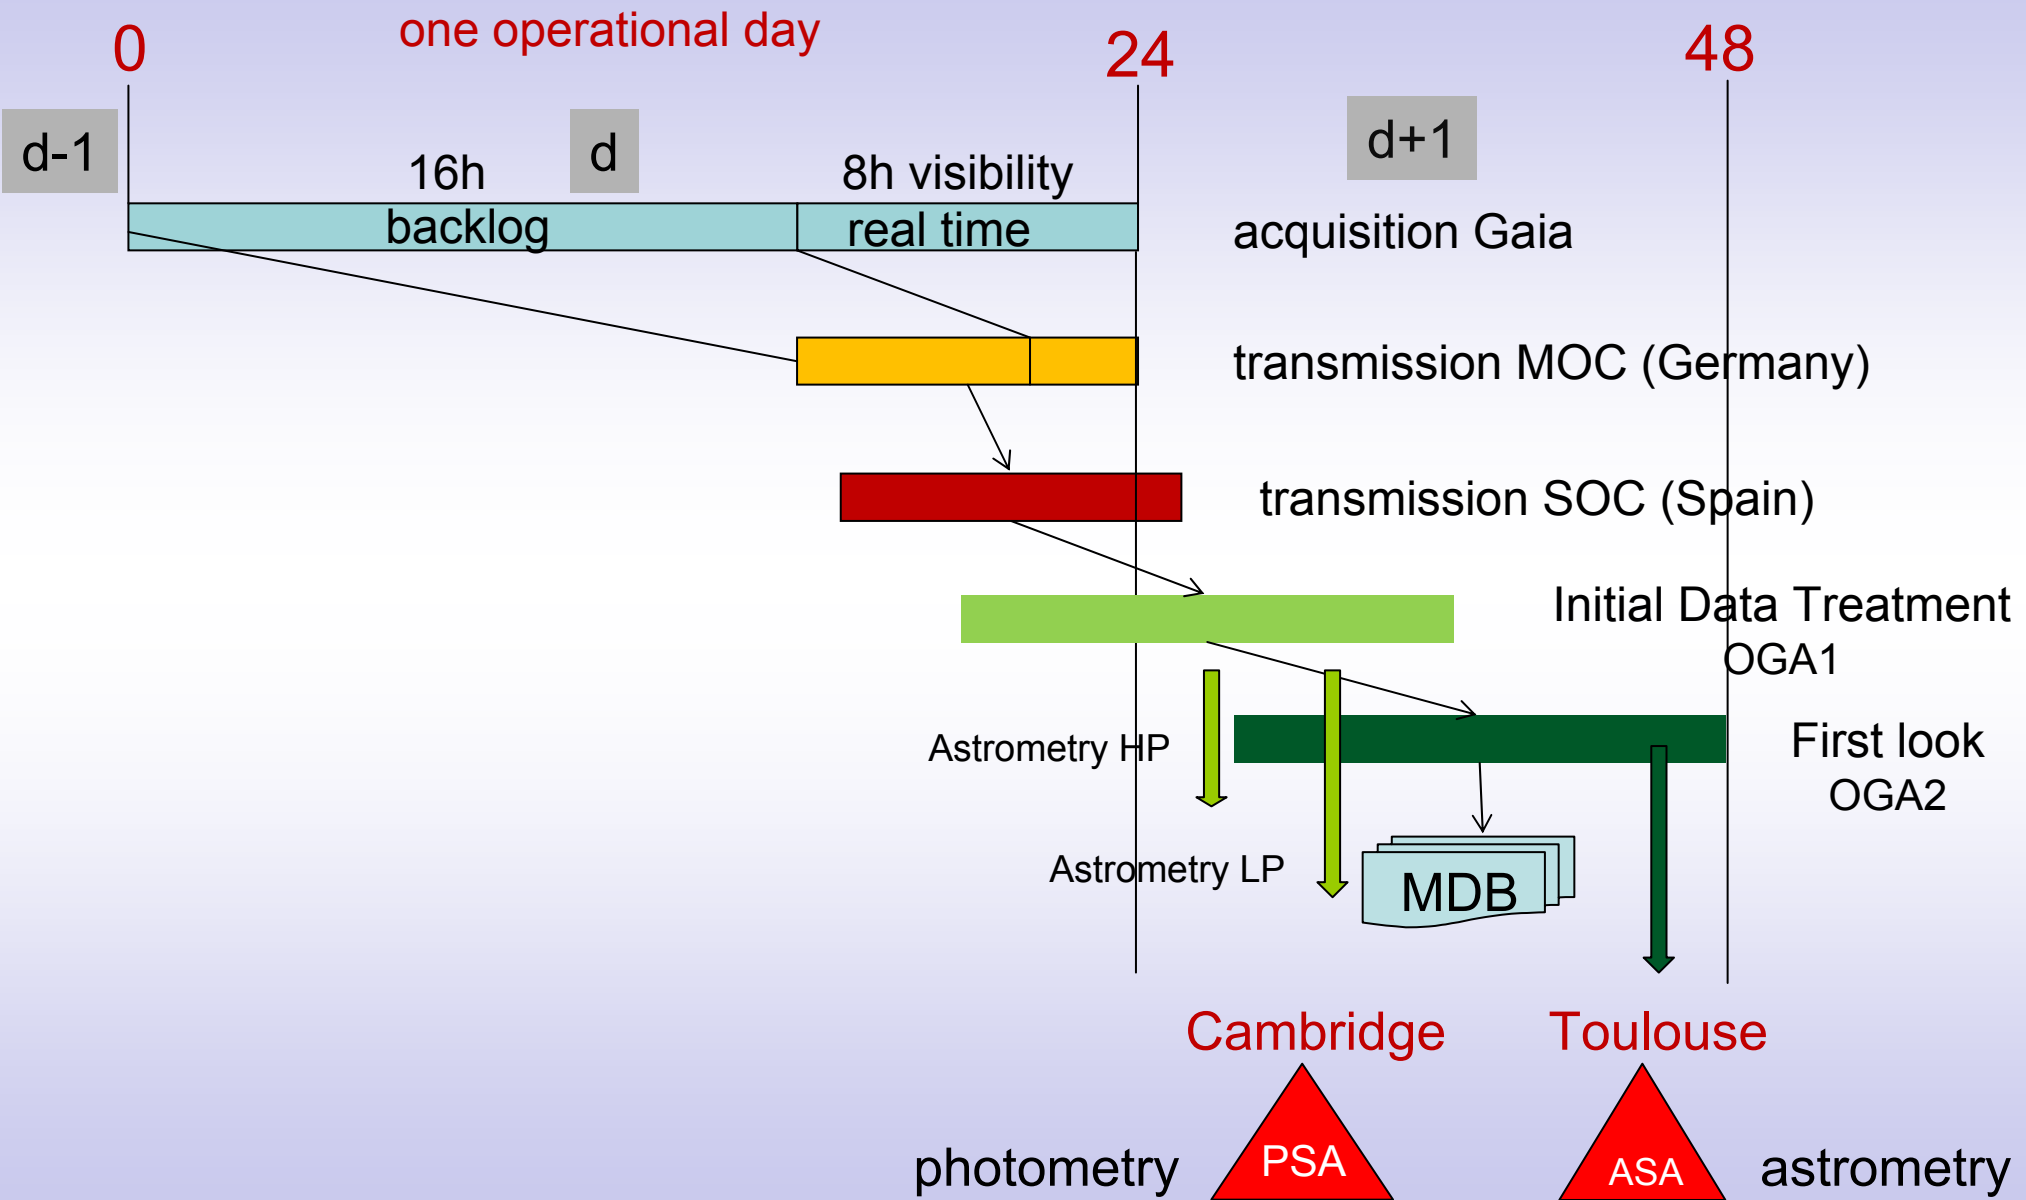 one operational day
0
24
48
d-1
d
d+1
16h
8h visibility
backlog
real time
acquisition Gaia
transmission MOC (Germany)
transmission SOC (Spain)
Initial Data Treatment
OGA1
Astrometry HP
First look
OGA2
Astrometry LP
MDB
Cambridge
Toulouse
photometry
PSA
ASA
astrometry